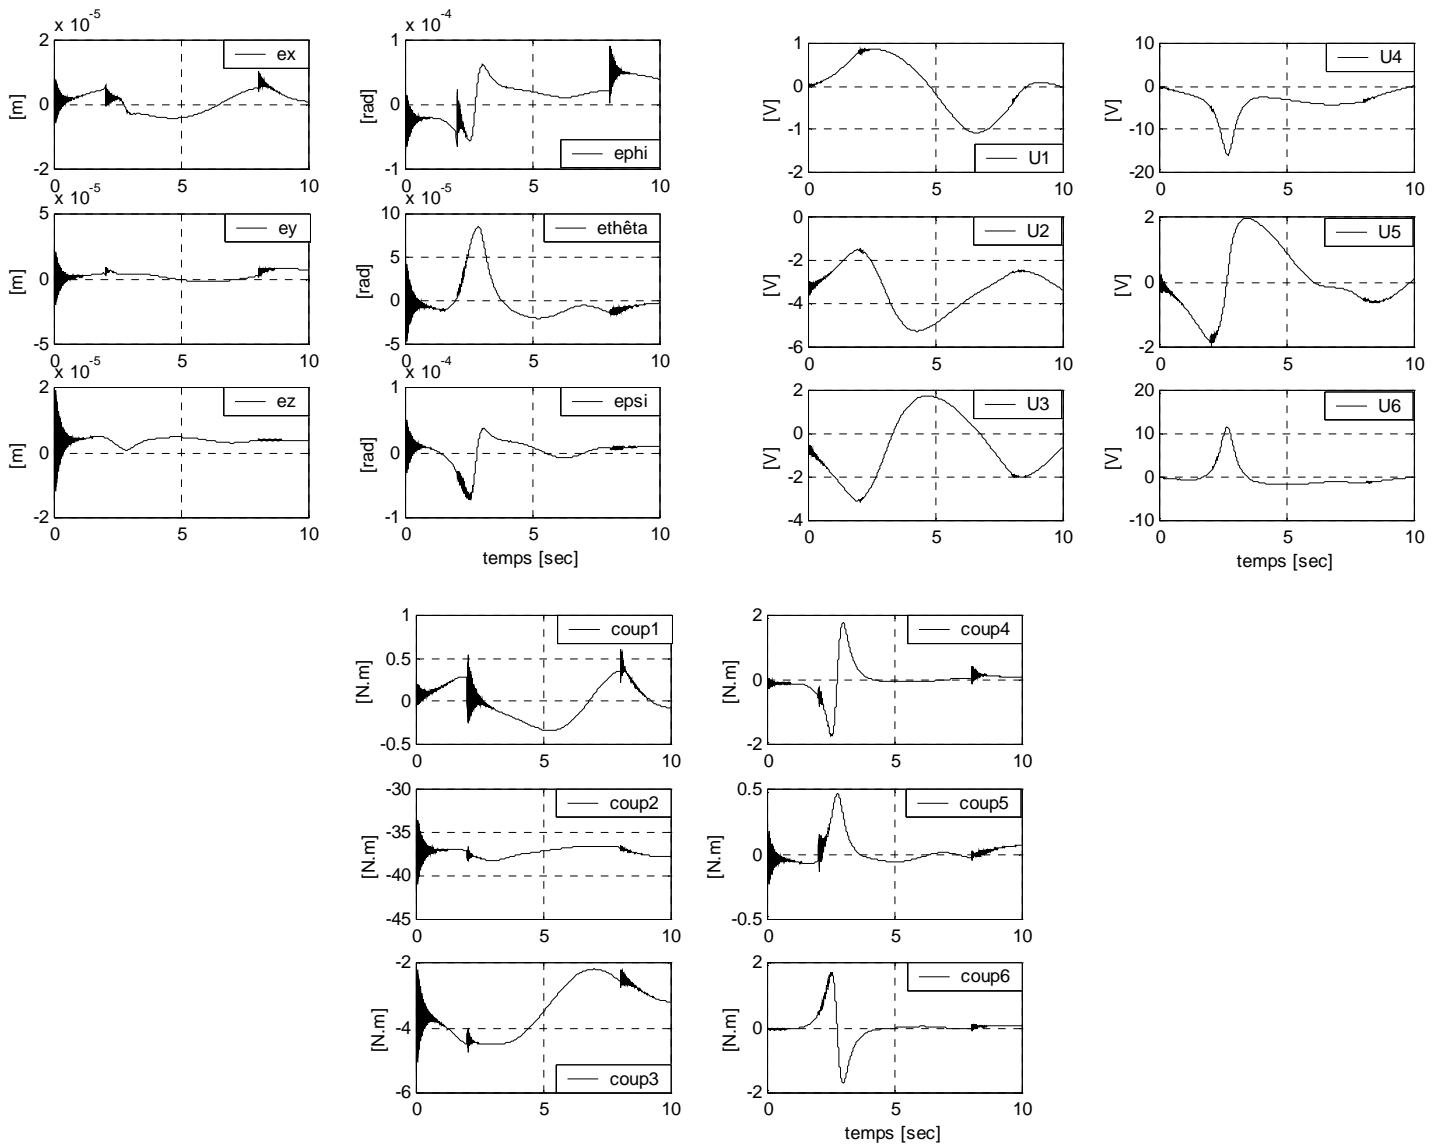 x 10^-5
2
0
-2
[m]
ex
0
5
10
x 10^-4
1
0
-1
[rad]
ephi
0
5
10
x 10^-5
5
0
-5
[m]
ey
0
5
10
x 10^-5
10
5
0
-5
[rad]
ethêta
0
5
10
x 10^-5
2
0
-2
[m]
ez
0
5
10
x 10^-4
1
0
-1
[rad]
epsi
0
5
10
temps [sec]
1
0
-1
-2
[V]
U1
0
5
10
10
0
-10
-20
[V]
U4
0
5
10
0
-2
-4
-6
[V]
U2
0
5
10
2
0
-2
[V]
U5
0
5
10
2
0
-2
-4
[V]
U3
0
5
10
20
10
0
-10
[V]
U6
0
5
10
temps [sec]
1
0.5
0
-0.5
[N.m]
coup1
0
5
10
2
0
-2
[N.m]
coup4
0
5
10
-30
-35
-40
-45
[N.m]
coup2
0
5
10
0.5
0
-0.5
[N.m]
coup5
0
5
10
-2
-4
-6
[N.m]
coup3
0
5
10
2
0
-2
[N.m]
coup6
0
5
10
temps [sec]